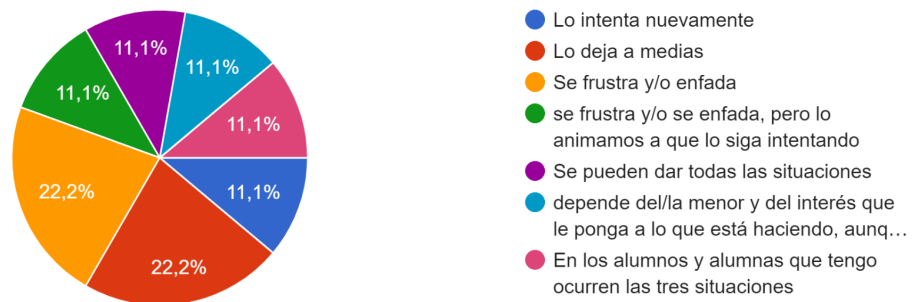 11,1%
11,1%
11,1%
11,1%
22,2%
11,1%
22,2%
Lo intenta nuevamente
Lo deja a medias
Se frustra y/o enfada
se frustra y/o se enfada, pero lo
animamos a que lo siga intentando
Se pueden dar todas las situaciones
depende del/la menor y del interés que
le ponga a lo que está haciendo, aunq…
En los alumnos y alumnas que tengo
ocurren las tres situaciones